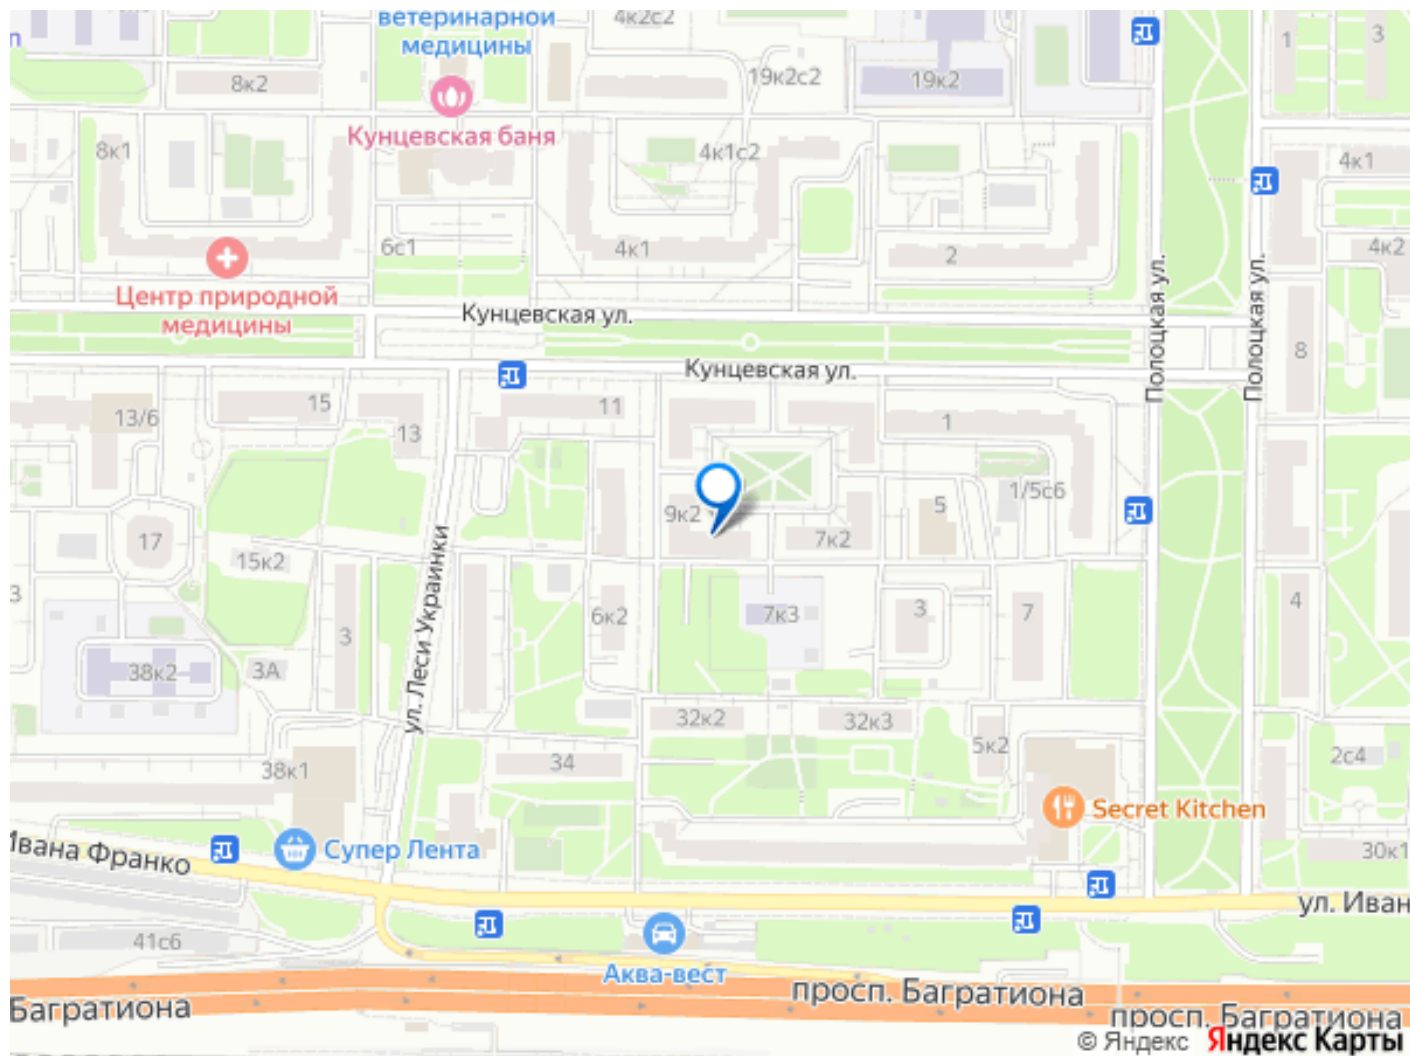 ветеринарной
медицины
4к2с2
1
3
8к2
19к2с2
19к2
Кунцевская баня
8к1
4к1с2
4к1
6с1
4к1
2
4к2
Центр природной
медицины
Кунцевская ул.
Полоцкая ул.
Полоцкая ул.
Кунцевская ул.
8
13/6
15
13
11
1
9к2
5
1/5с6
17
15к2
7к2
ул. Леси Украинки
3
6к2
7к3
3
7
4
38к2
3А
32к2
32к3
5к2
2с4
38к1
34
Secret Kitchen
Ивана Франко
Супер Лента
30к1
ул. Иван
41с6
Аква-вест
Багратиона
просп. Багратиона
просп. Багратиона
© Яндекс Яндекс Карты